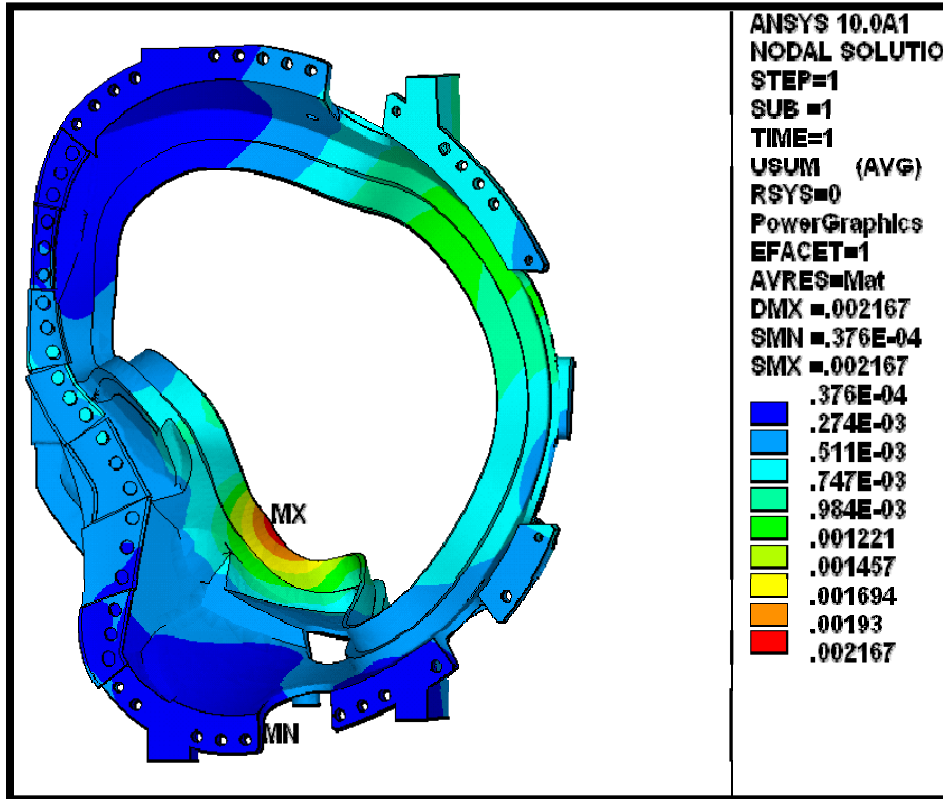 ANSYS 10.0A1
NODAL SOLUTIO
STEP=1
SUB =1
TIME=1
USUM (AVG)
RSYS=0
PowerGraphics
EFACET=1
AVRES=Mat
DMX =.002167
SMN =.376E-04
SMX =.002167
.376E-04
.274E-03
.511E-03
.747E-03
.984E-03
.001221
.001457
.001694
.00193
.002167
MX
MN